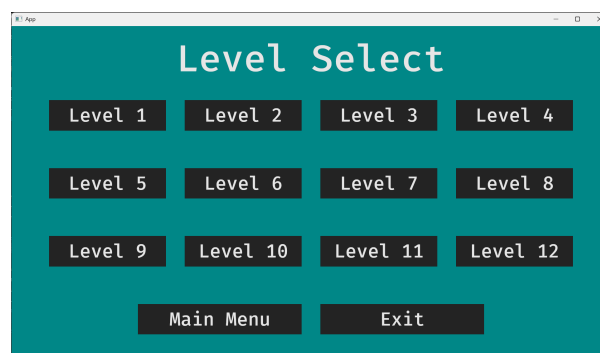 App
Level Select
Level 1 Level 2 Level 3 Level 4
Level 5 Level 6 Level 7 Level 8
Level 9 Level 10 Level 11 Level 12
Main Menu Exit